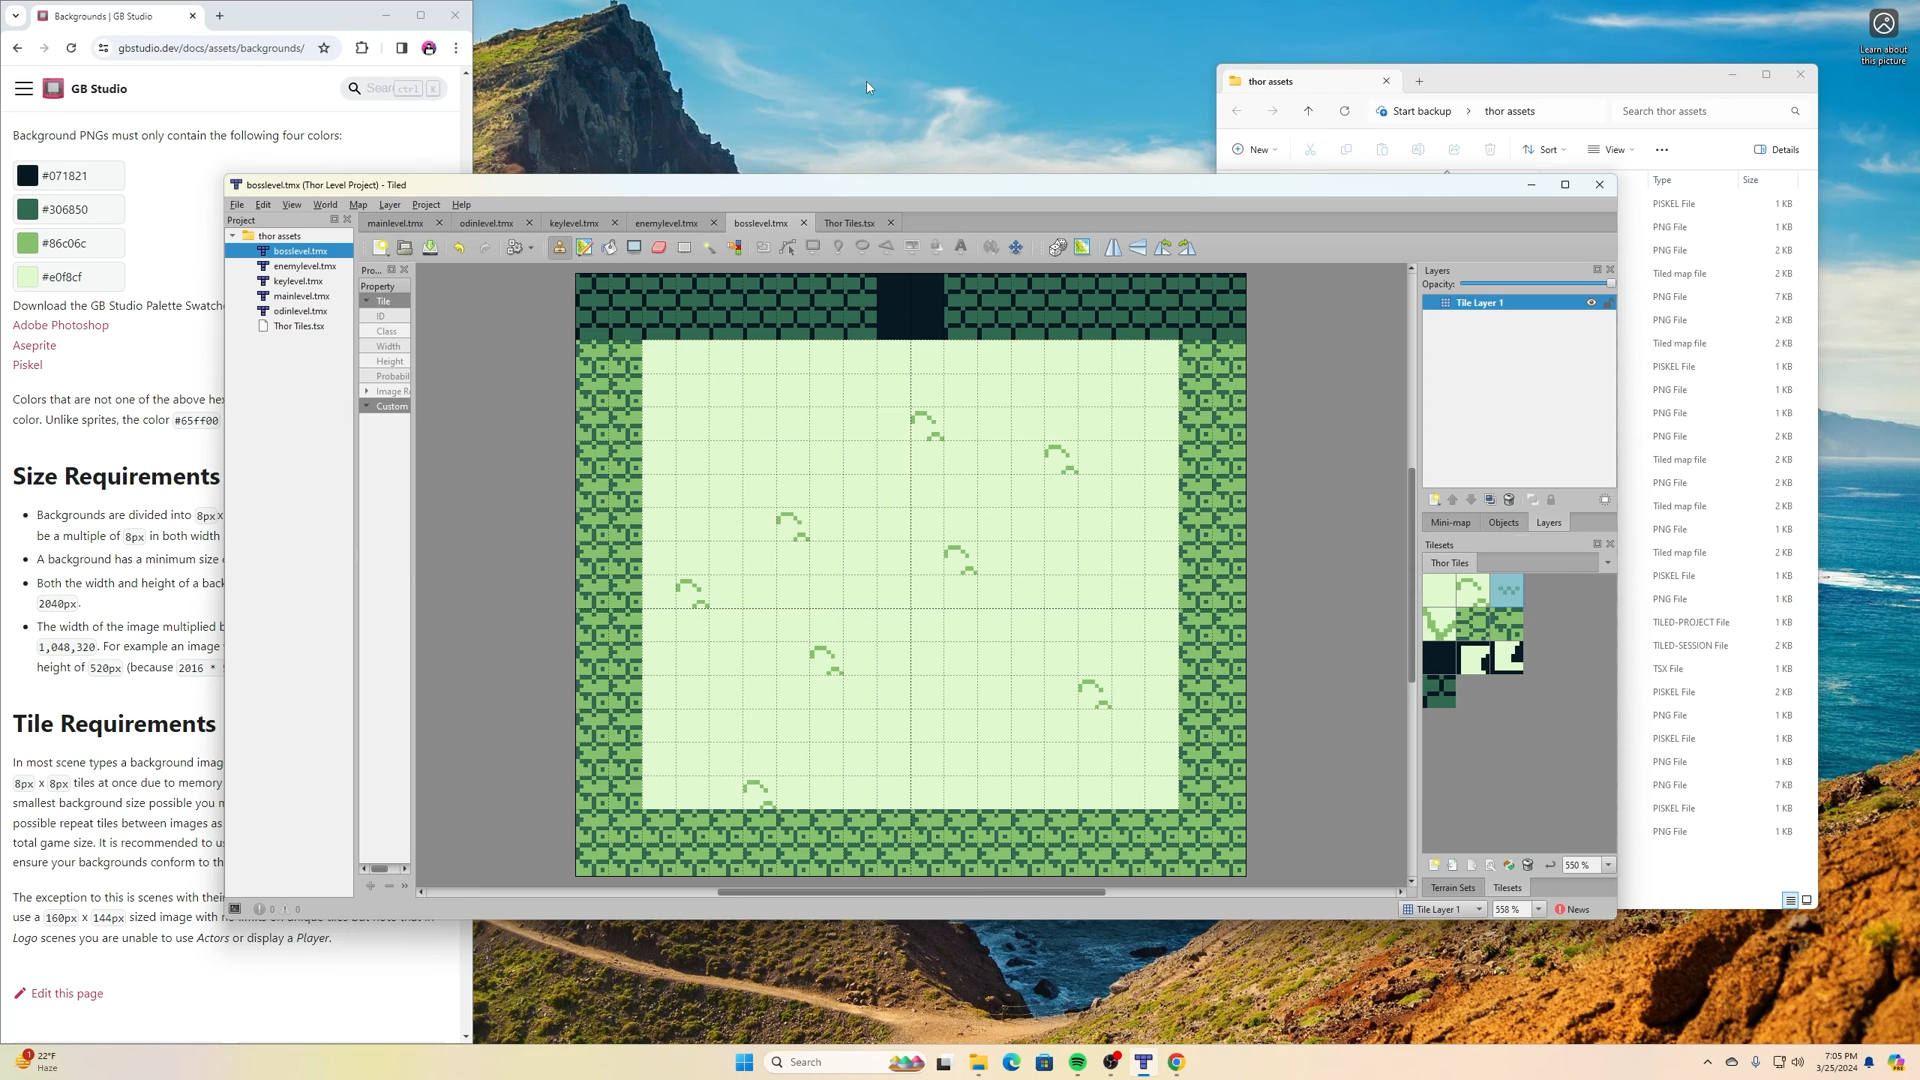 Backgrounds | GB Studio
gbstudio.dev/docs/assets/backgrounds/
GB Studio
Sear ctrl K
Background PNGs must only contain the following four colors:
#071821
#306850
#86c06c
#e0f8cf
Download the GB Studio Palette Swatche
Adobe Photoshop
Aseprite
Piskel
Colors that are not one of the above hex
color. Unlike sprites, the color #65ff00
Size Requirements
Backgrounds are divided into 8px x
be a multiple of 8px in both width
A background has a minimum size o
Both the width and height of a back
2040px.
The width of the image multiplied b
1,048,320. For example an image
height of 520px (because 2016 *
Tile Requirements
In most scene types a background imag
8px x 8px tiles at once due to memory
smallest background size possible you m
possible repeat tiles between images as
total game size. It is recommended to us
ensure your backgrounds conform to th
The exception to this is scenes with thei
use a 160px x 144px sized image with
Logo scenes you are unable to use Actors or display a Player.
Edit this page
bosslevel.tmx (Thor Level Project) - Tiled
File Edit View World Map Layer Project Help
Project
thor assets
bosslevel.tmx
enemylevel.tmx
keylevel.tmx
mainlevel.tmx
odinlevel.tmx
Thor Tiles.tsx
mainlevel.tmx odinlevel.tmx keylevel.tmx enemylevel.tmx bosslevel.tmx Thor Tiles.tsx
Pro...
Property
Tile
ID
Class
Width
Height
Probabil
Image R
Custom
Layers
Opacity:
Tile Layer 1
Mini-map Objects Layers
Tilesets
Thor Tiles
550 %
Terrain Sets Tilesets
0 0
Tile Layer 1 558 % News
thor assets
Start backup > thor assets
Search thor assets
New Sort View Details
Type Size
PISKEL File 1 KB
PNG File 1 KB
PNG File 2 KB
Tiled map file 2 KB
PNG File 7 KB
PNG File 2 KB
Tiled map file 2 KB
PISKEL File 1 KB
PNG File 1 KB
PNG File 1 KB
PNG File 2 KB
Tiled map file 2 KB
PNG File 2 KB
Tiled map file 2 KB
PNG File 1 KB
Tiled map file 2 KB
PISKEL File 1 KB
PNG File 1 KB
TILED-PROJECT File 1 KB
TILED-SESSION File 2 KB
TSX File 1 KB
PISKEL File 2 KB
PNG File 1 KB
PISKEL File 1 KB
PNG File 1 KB
PNG File 7 KB
PISKEL File 1 KB
PNG File 1 KB
Learn about
this picture
1
22°F
Haze
Search
7:05 PM
3/25/2024
PRE